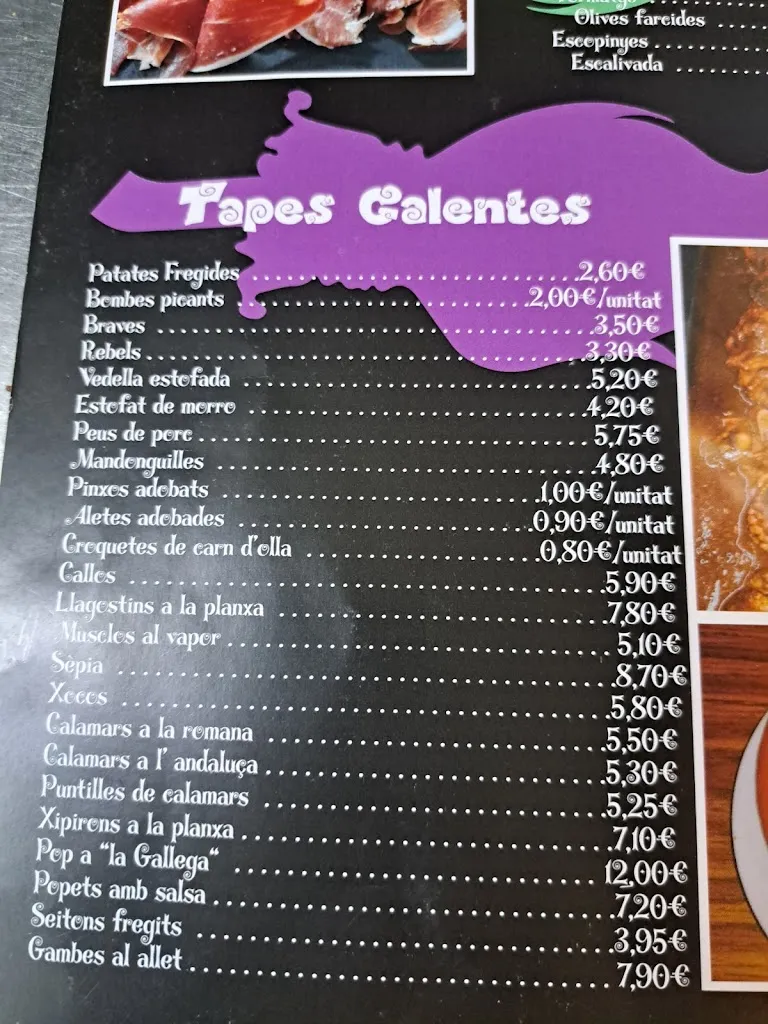 Olives farcides
Escopinyes
Escalivada
Tapes Calentes
Patates Fregides 2,60€
Bombes picants 2,00€/unitat
Braves 3,50€
Rebels 3,30€
Vedella estofada 5,20€
Estofat de morro 4,20€
Peus de porc 5,75€
Mandonguilles 4,80€
Pinxos adobats 1,00€/unitat
Aletes adobades 0,90€/unitat
Croquetes de carn d'olla 0,80€/unitat
Callos 5,90€
Llagostins a la planxa 7,80€
Musclos al vapor 5,10€
Sèpia 8,70€
Xocos 5,80€
Calamars a la romana 5,50€
Calamars a l' andaluça 5,30€
Puntilles de calamars 5,25€
Xipirons a la planxa 7,10€
Pop a "la Gallega" 12,00€
Popets amb salsa 7,20€
Seitons fregits 3,95€
Gambes al allet 7,90€